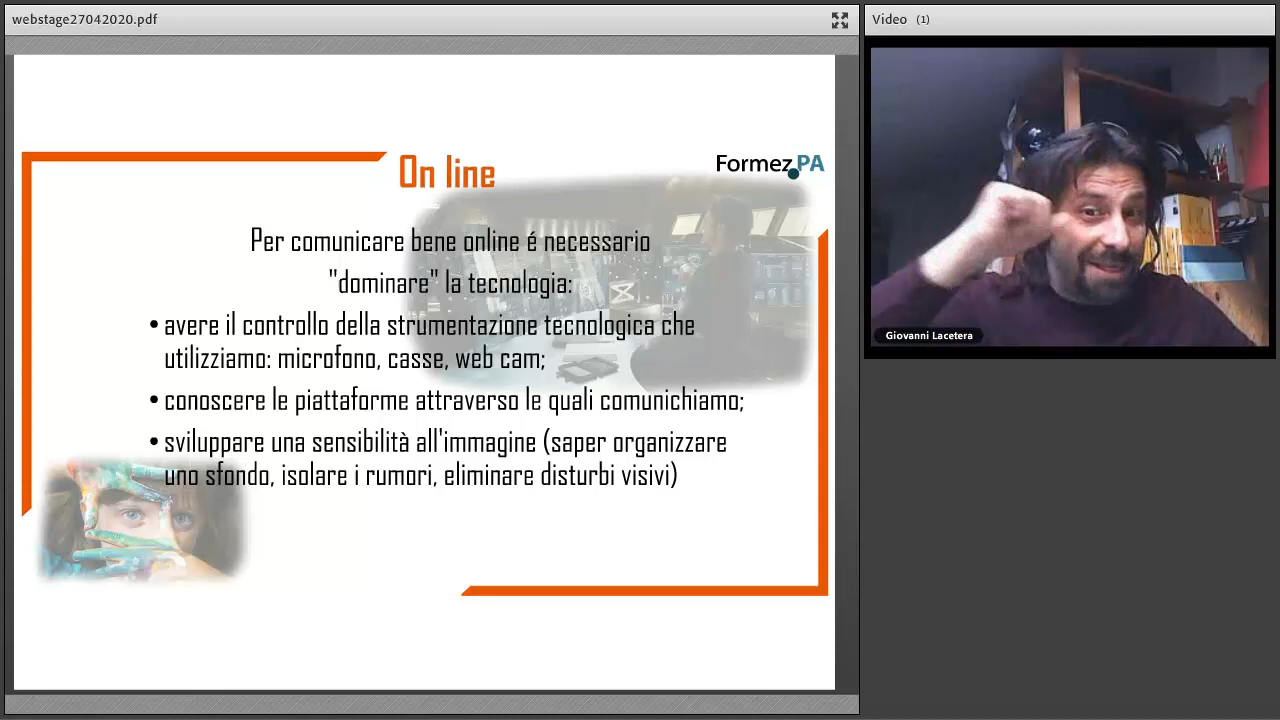 webstage27042020.pdf
Video (1)
On line
Formez.PA
Per comunicare bene online é necessario
"dominare" la tecnologia:
• avere il controllo della strumentazione tecnologica che
utilizziamo: microfono, casse, web cam;
• conoscere le piattaforme attraverso le quali comunichiamo;
• sviluppare una sensibilità all'immagine (saper organizzare
uno sfondo, isolare i rumori, eliminare disturbi visivi)
Giovanni Lacetera